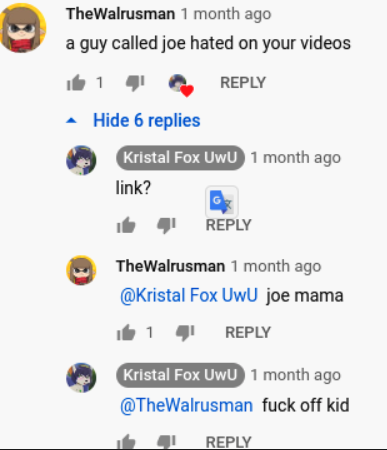 TheWalrusman 1 month ago
a guy called joe hated on your videos
1 REPLY
Hide 6 replies
Kristal Fox UwU 1 month ago
link?
G
REPLY
TheWalrusman 1 month ago
@Kristal Fox UwU joe mama
1 REPLY
Kristal Fox UwU 1 month ago
@TheWalrusman fuck off kid
REPLY